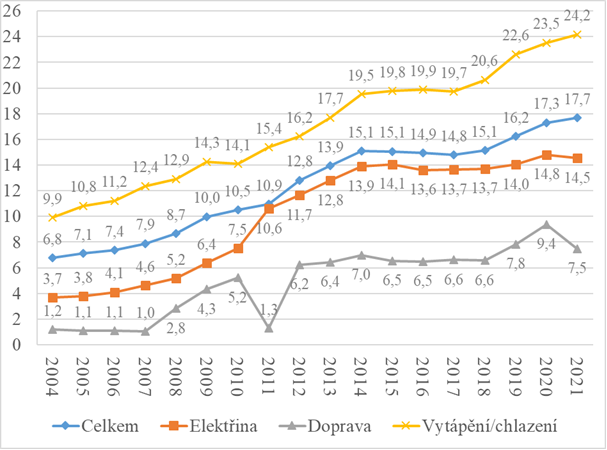 26
24
22
20
18
16
14
12
10
8
6
4
2
0
9,9 10,8 11,2 12,4 12,9 14,3 14,1 15,4 16,2 17,7 19,5 19,8 19,9 19,7 20,6 22,6 23,5 24,2
6,8 7,1 7,4 7,9 8,7 10,0 10,5 10,9 12,8 13,9 15,1 15,1 14,9 14,8 15,1 16,2 17,3 17,7
3,7 3,8 4,1 4,6 5,2 6,4 7,5 10,6 11,7 12,8 13,9 14,1 13,6 13,7 13,7 14,0 14,8 14,5
1,2 1,1 1,1 1,0 2,8 4,3 5,2 1,3 6,2 6,4 7,0 6,5 6,5 6,6 6,6 7,8 9,4 7,5
2004 2005 2006 2007 2008 2009 2010 2011 2012 2013 2014 2015 2016 2017 2018 2019 2020 2021
Celkem Elektřina Doprava Vytápění/chlazení